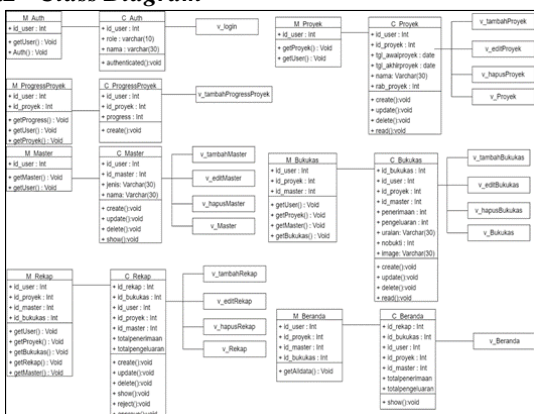 Class Diagram
M_Auth
+ id_user : Int
+ getUser() : Void
+ Auth() : Void
C_Auth
+ id_user : Int
+ role : varchar(10)
+ nama : varchar(30)
+ authenticated():void
v_login
M_Proyek
+ id_user : Int
+ getProyek() : Void
+ getUser() : Void
C_Proyek
+ id_user : Int
+ id_proyek : Int
+ tgl_awalproyek : date
+ tgl_akhirproyek : date
+ nama: Varchar(30)
+ rab_proyek : Int
+ create():void
+ update():void
+ delete():void
+ read():void
v_tambahProyek
v_editProyek
v_hapusProyek
v_Proyek
M_ProgressProyek
+ id_user : Int
+ id_proyek : Int
+ getProgress() : Void
+ getUser() : Void
+ getProyek() : Void
C_ProgressProyek
+ id_user : Int
+ id_proyek : Int
+ progress : Int
+ create():void
v_tambahProgressProyek
M_Master
+ id_user : Int
+ getMaster() : Void
+ getUser() : Void
C_Master
+ id_user : Int
+ id_master : Int
+ jenis: Varchar(30)
+ nama : Varchar(30)
+ create():void
+ update():void
+ delete():void
+ show():void
v_tambahMaster
v_editMaster
v_hapusMaster
v_Master
M_Bukukas
+ id_user : Int
+ id_proyek : Int
+ id_master : Int
+ getUser() : Void
+ getProyek() : Void
+ getMaster() : Void
+ getBukukas() : Void
C_Bukukas
+ id_bukukas : Int
+ id_user : Int
+ id_proyek : Int
+ id_master : Int
+ penerimaan : Int
+ pengeluaran : Int
+ uraian: Varchar(30)
+ nobukti : Int
+ image: Varchar(30)
+ create():void
+ update():void
+ delete():void
+ read():void
v_tambahBukukas
v_editBukukas
v_hapusBukukas
v_Bukukas
M_Rekap
+ id_user : Int
+ id_proyek : Int
+ id_master : Int
+ id_bukukas : Int
+ getUser() : Void
+ getProyek() : Void
+ getBukukas() : Void
+ getRekap() : Void
+ getMaster() : Void
C_Rekap
+ id_rekap : Int
+ id_bukukas : Int
+ id_user : Int
+ id_proyek : Int
+ id_master : Int
+ totalpenerimaan
+ totalpengeluaran
+ create():void
+ update():void
+ delete():void
+ show():void
+ reject():void
v_tambahRekap
v_editRekap
v_hapusRekap
v_Rekap
M_Beranda
+ id_user : Int
+ id_proyek : Int
+ id_master : Int
+ id_bukukas : Int
+ getAlldata() : Void
C_Beranda
+ id_rekap : Int
+ id_bukukas : Int
+ id_user : Int
+ id_proyek : Int
+ id_master : Int
+ totalpenerimaan
+ totalpengeluaran
+ show():void
v_Beranda